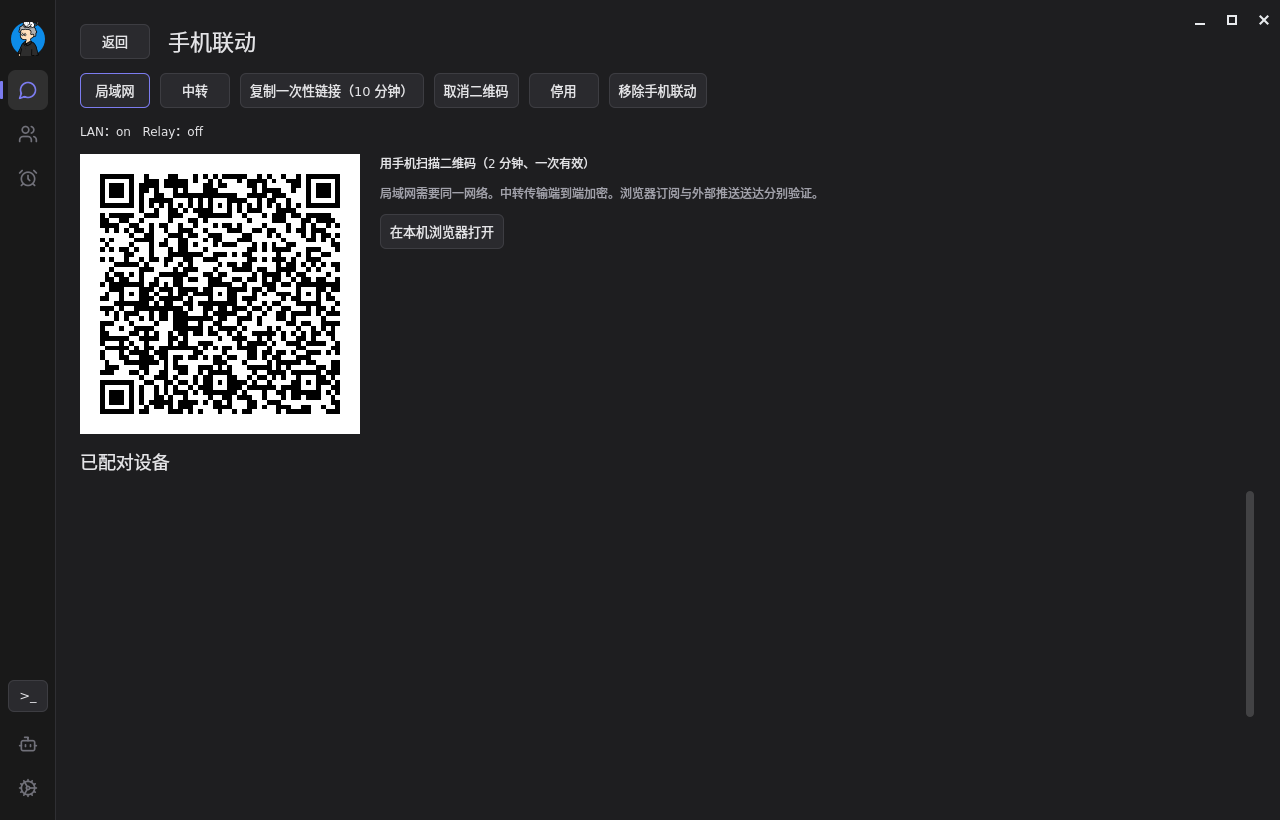 返回
手机联动
局域网
中转
复制一次性链接（10 分钟）
取消二维码
停用
移除手机联动
LAN: on Relay: off
用手机扫描二维码（2 分钟、一次有效）
局域网需要同一网络。中转传输端到端加密。浏览器订阅与外部推送送达分别验证。
在本机浏览器打开
已配对设备
>_